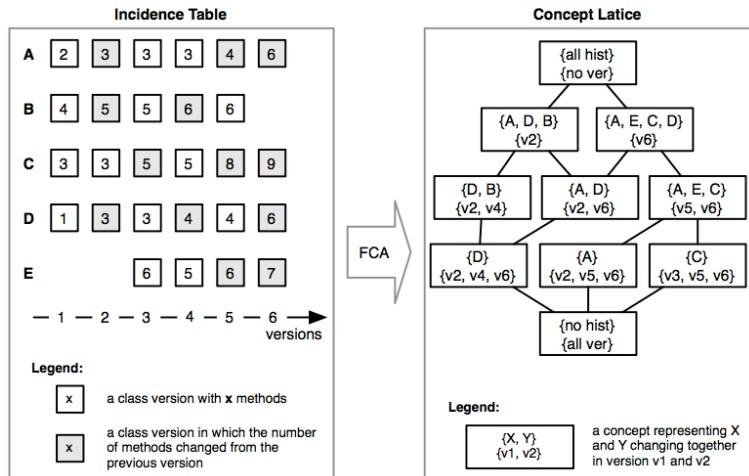 Incidence Table
A 2 3 3 3 4 6
B 4 5 5 6 6
C 3 3 5 5 8 9
D 1 3 3 4 4 6
E 6 5 6 7
1 2 3 4 5 6
versions
Legend:
x a class version with x methods
x a class version in which the number
of methods changed from the
previous version
FCA
Concept Latice
{all hist}
{no ver}
{A, D, B}
{v2}
{A, E, C, D}
{v6}
{D, B}
{v2, v4}
{A, D}
{v2, v6}
{A, E, C}
{v5, v6}
{D}
{v2, v4, v6}
{A}
{v2, v5, v6}
{C}
{v3, v5, v6}
{no hist}
{all ver}
Legend:
{X, Y}
{v1, v2}
a concept representing X
and Y changing together
in version v1 and v2